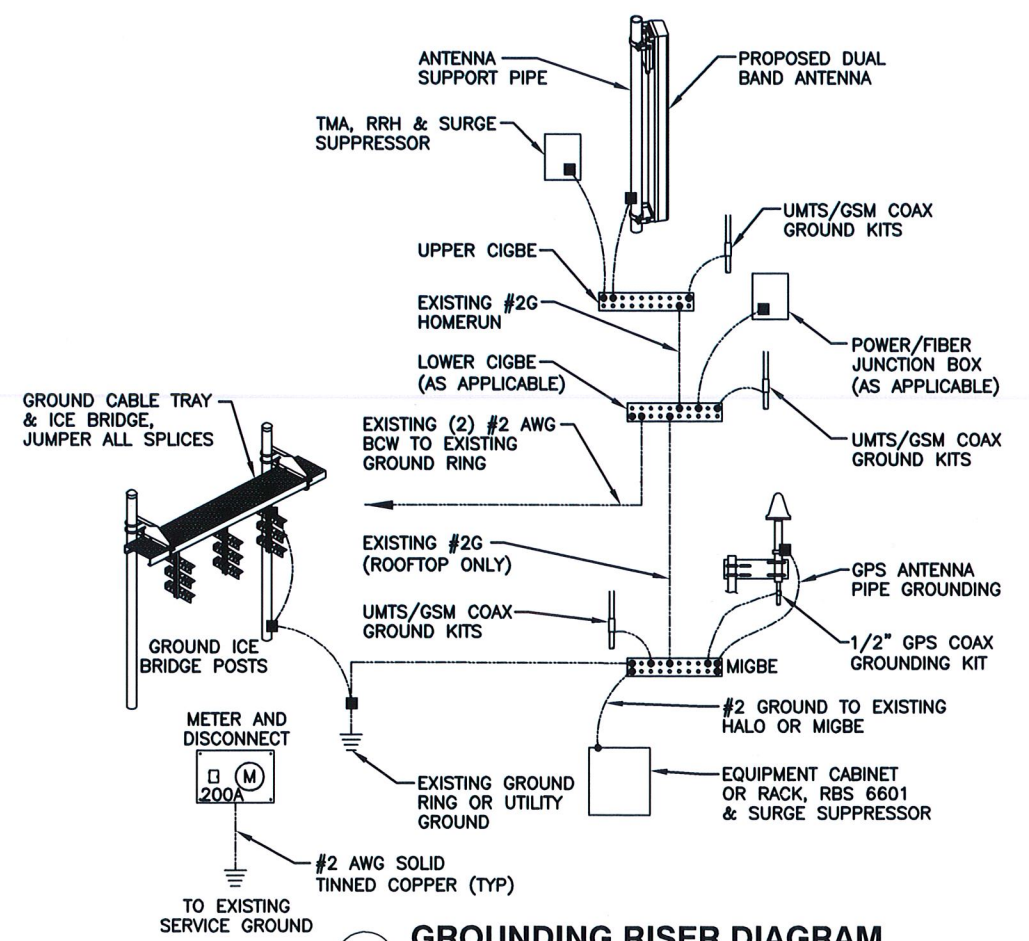 ANTENNA
SUPPORT PIPE
PROPOSED DUAL
BAND ANTENNA
TMA, RRH & SURGE
SUPPRESSOR
UMTS/GSM COAX
GROUND KITS
UPPER CIGBE
EXISTING #2G
HOMERUN
POWER/FIBER
JUNCTION BOX
(AS APPLICABLE)
LOWER CIGBE
(AS APPLICABLE)
GROUND CABLE TRAY
& ICE BRIDGE,
JUMPER ALL SPLICES
EXISTING (2) #2 AWG
BCW TO EXISTING
GROUND RING
UMTS/GSM COAX
GROUND KITS
EXISTING #2G
(ROOFTOP ONLY)
GPS ANTENNA
PIPE GROUNDING
UMTS/GSM COAX
GROUND KITS
1/2" GPS COAX
GROUNDING KIT
GROUND ICE
BRIDGE POSTS
MIGBE
#2 GROUND TO EXISTING
HALO OR MIGBE
METER AND
DISCONNECT
M
200A
EXISTING GROUND
RING OR UTILITY
GROUND
EQUIPMENT CABINET
OR RACK, RBS 6601
& SURGE SUPPRESSOR
#2 AWG SOLID
TINNED COPPER (TYP)
TO EXISTING
SERVICE GROUND
GROUNDING RISER DIAGRAM